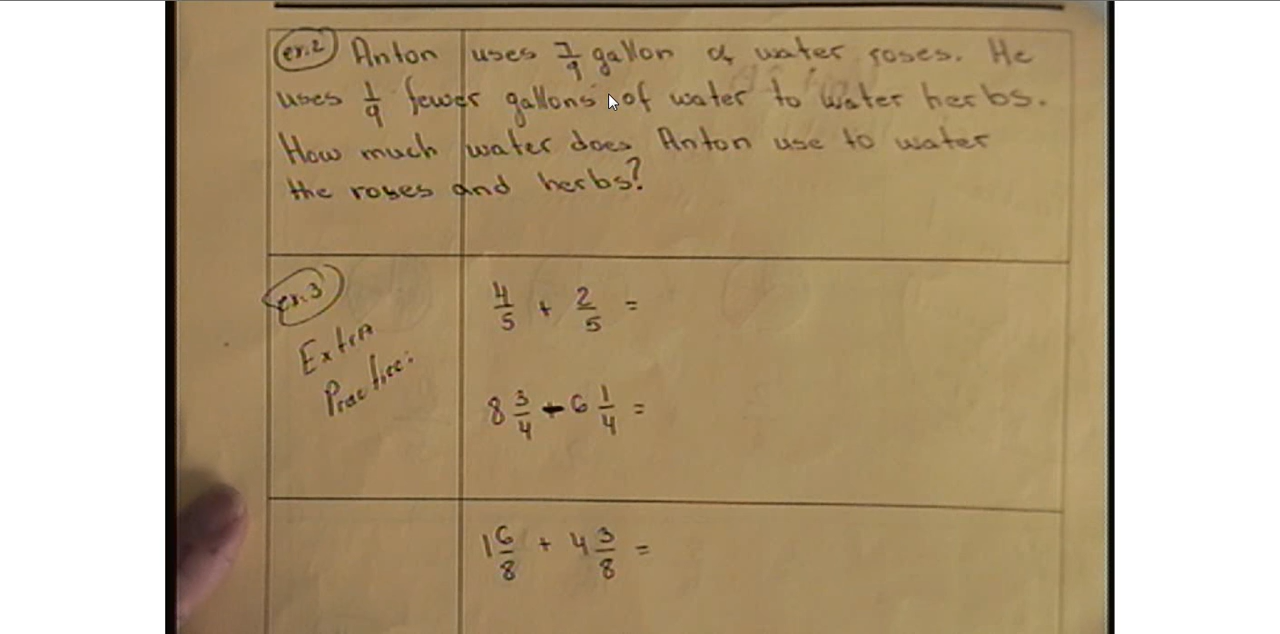 ex.2 Anton uses 7/9 gallon of water roses. He
uses 1/9 fewer gallons of water to water herbs.
How much water does Anton use to water
the roses and herbs?
ex.3 Extra Practice:
4/5 + 2/5 =
8 3/4 - 6 1/4 =
1 6/8 + 4 3/8 =